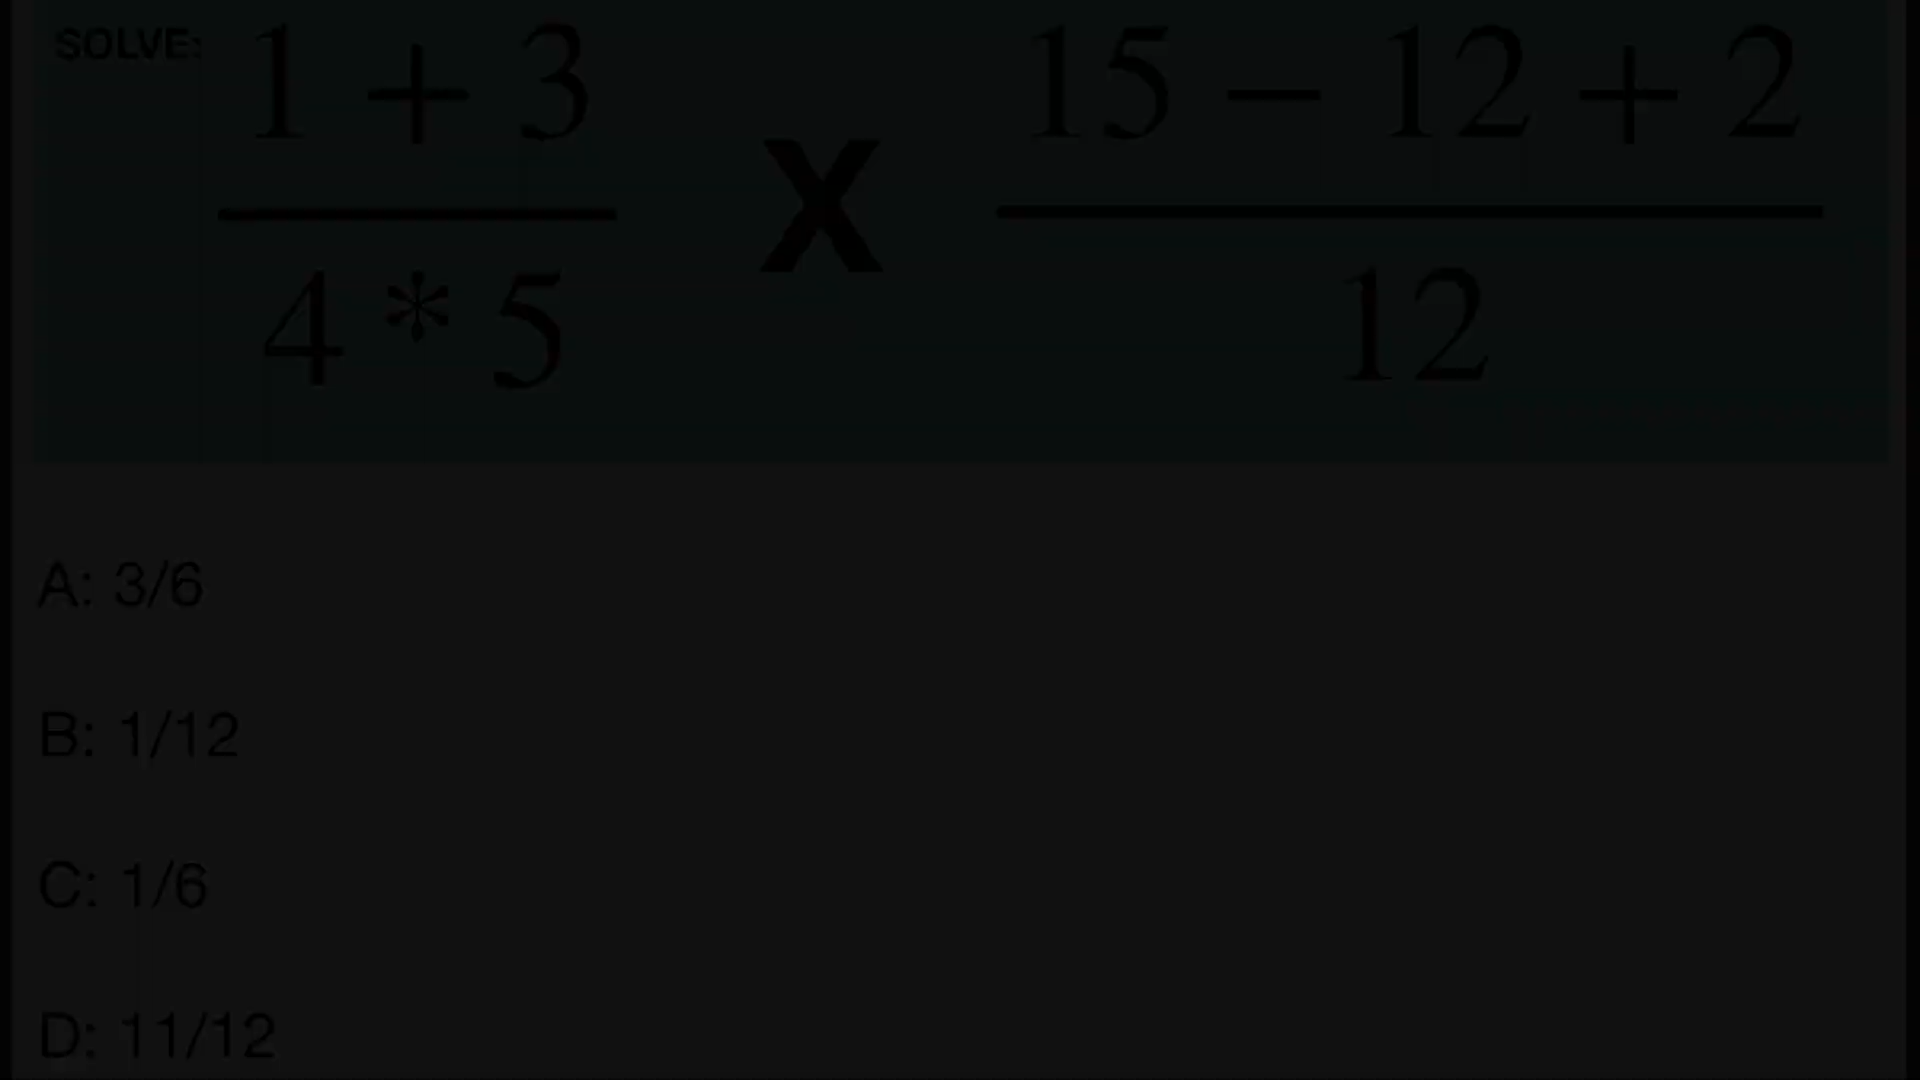 SOLVE: 1 + 3 X 15 − 12 + 2
4 * 5 12
A: 3/6
B: 1/12
C: 1/6
D: 11/12